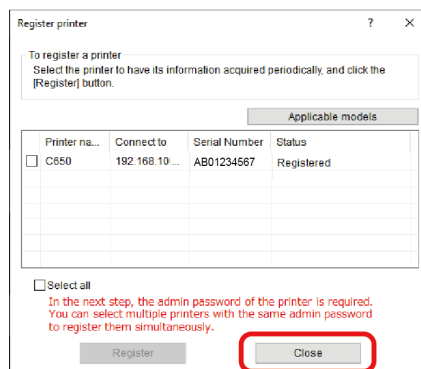 Register printer ? ×
To register a printer
Select the printer to have its information acquired periodically, and click the
[Register] button.
Applicable models
Printer na... Connect to Serial Number Status
C650 192.168.10... AB01234567 Registered
Select all
In the next step, the admin password of the printer is required.
You can select multiple printers with the same admin password
to register them simultaneously.
Register Close